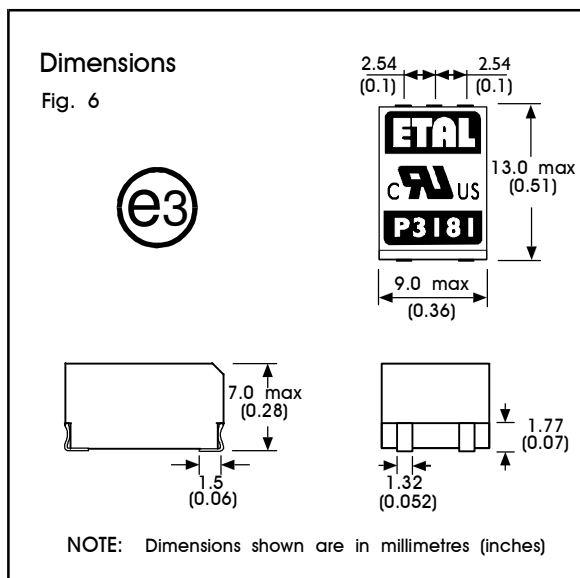 Dimensions
Fig. 6
e3
2.54
(0.1)
2.54
(0.1)
ETAL
C RU US
P3181
13.0 max
(0.51)
9.0 max
(0.36)
7.0 max
(0.28)
1.5
(0.06)
1.77
(0.07)
1.32
(0.052)
NOTE: Dimensions shown are in millimetres (inches)